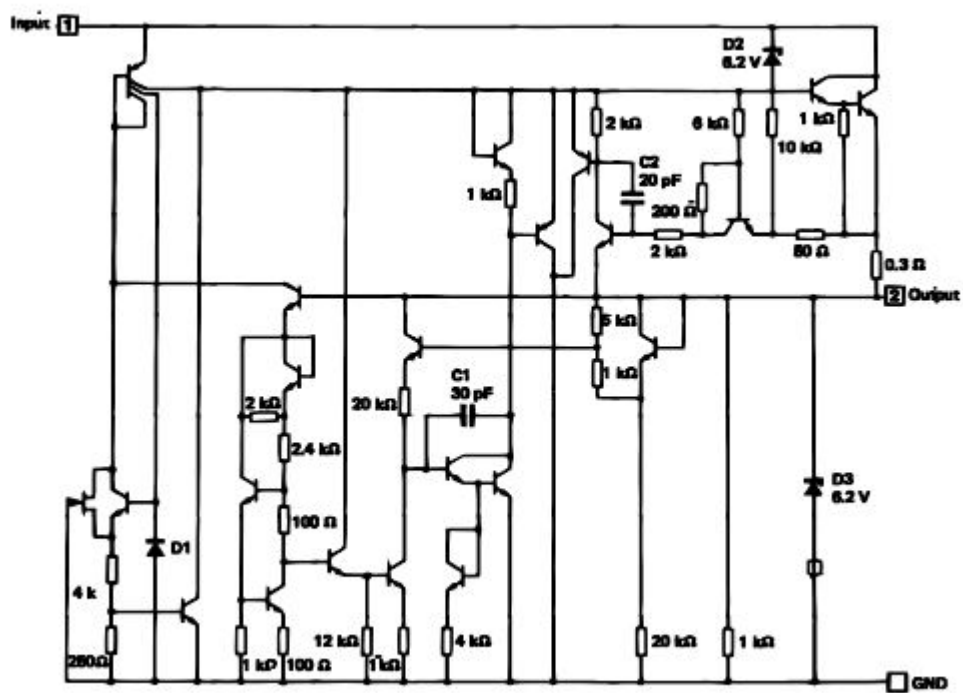 Input 1
D2
6.2 V
2 kΩ
6 kΩ
1 kΩ
10 kΩ
C2
20 pF
1 kΩ
200 Ω
2 kΩ
50 Ω
0.3 Ω
2 Output
5 kΩ
C1
30 pF
1 kΩ
2 kΩ
20 kΩ
2.4 kΩ
D3
6.2 V
100 Ω
D1
4 k
12 kΩ
4 kΩ
20 kΩ
1 kΩ
260Ω
1 kΩ
100 Ω
1 kΩ
GND